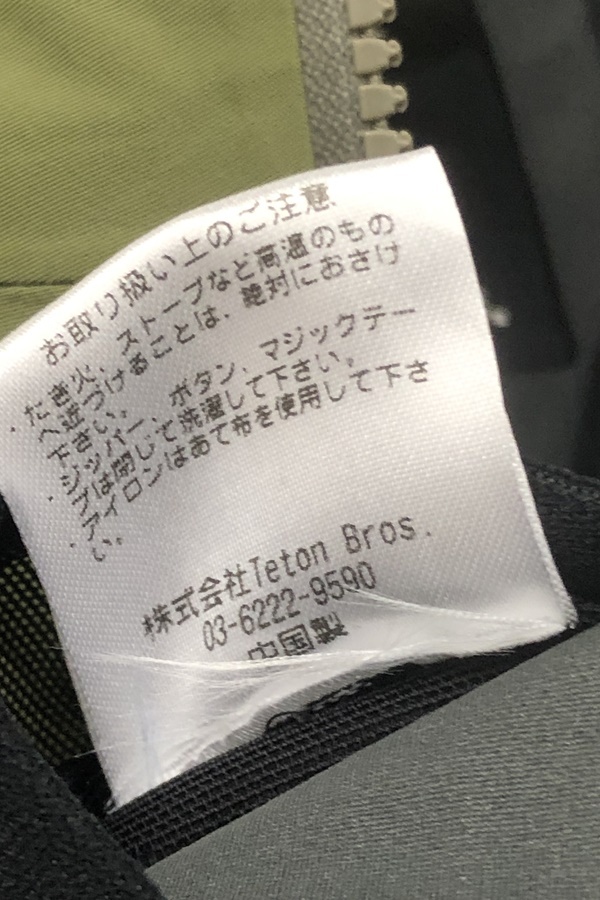 お取り扱い上のご注意
・たき火、ストーブなど高温のもの
へ近づけることは、絶対におさけ
下さい。
・ジッパー、ボタン、マジックテー
プは閉じて洗濯して下さい。
・アイロンはあて布を使用して下さ
い。
株式会社Teton Bros.
03-6222-9590
中国製